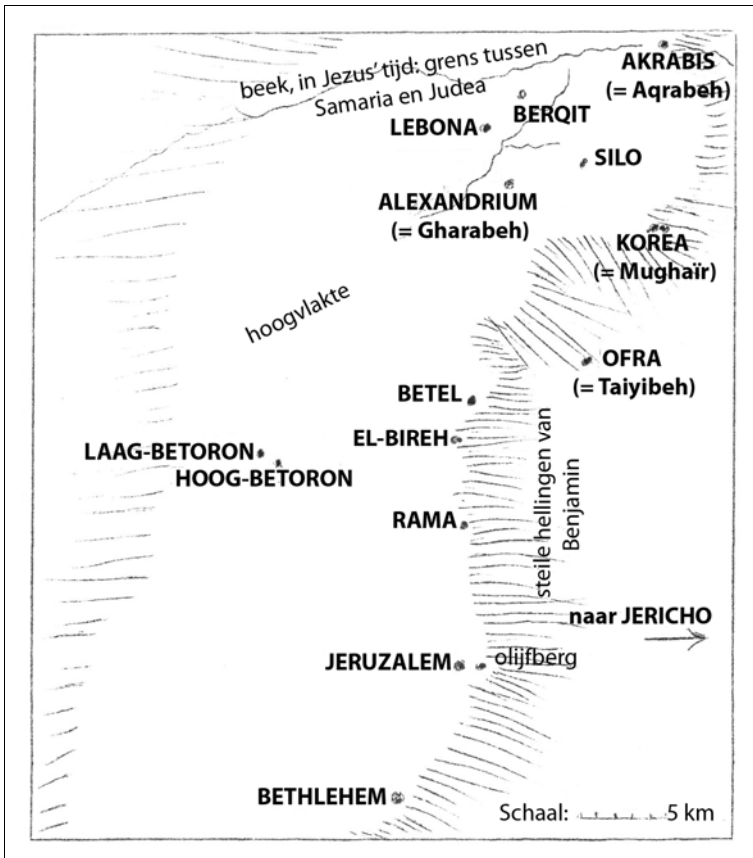 beek, in Jezus' tijd: grens tussen
Samaria en Judea
AKRABIS
(= Aqrabeh)
BERQIT
LEBONA
SILO
ALEXANDRIUM
(= Gharabeh)
KOREA
(= Mughaïr)
hoogvlakte
OFRA
(= Taiyibeh)
BETEL
EL-BIREH
LAAG-BETORON
HOOG-BETORON
RAMA
steile hellingen van
Benjamin
naar JERICHO
JERUZALEM
olijfberg
BETHLEHEM
Schaal: 5 km